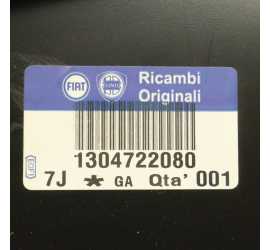 Ricambi
Originali
FIAT
1304722080
7J * GA Qta' 001